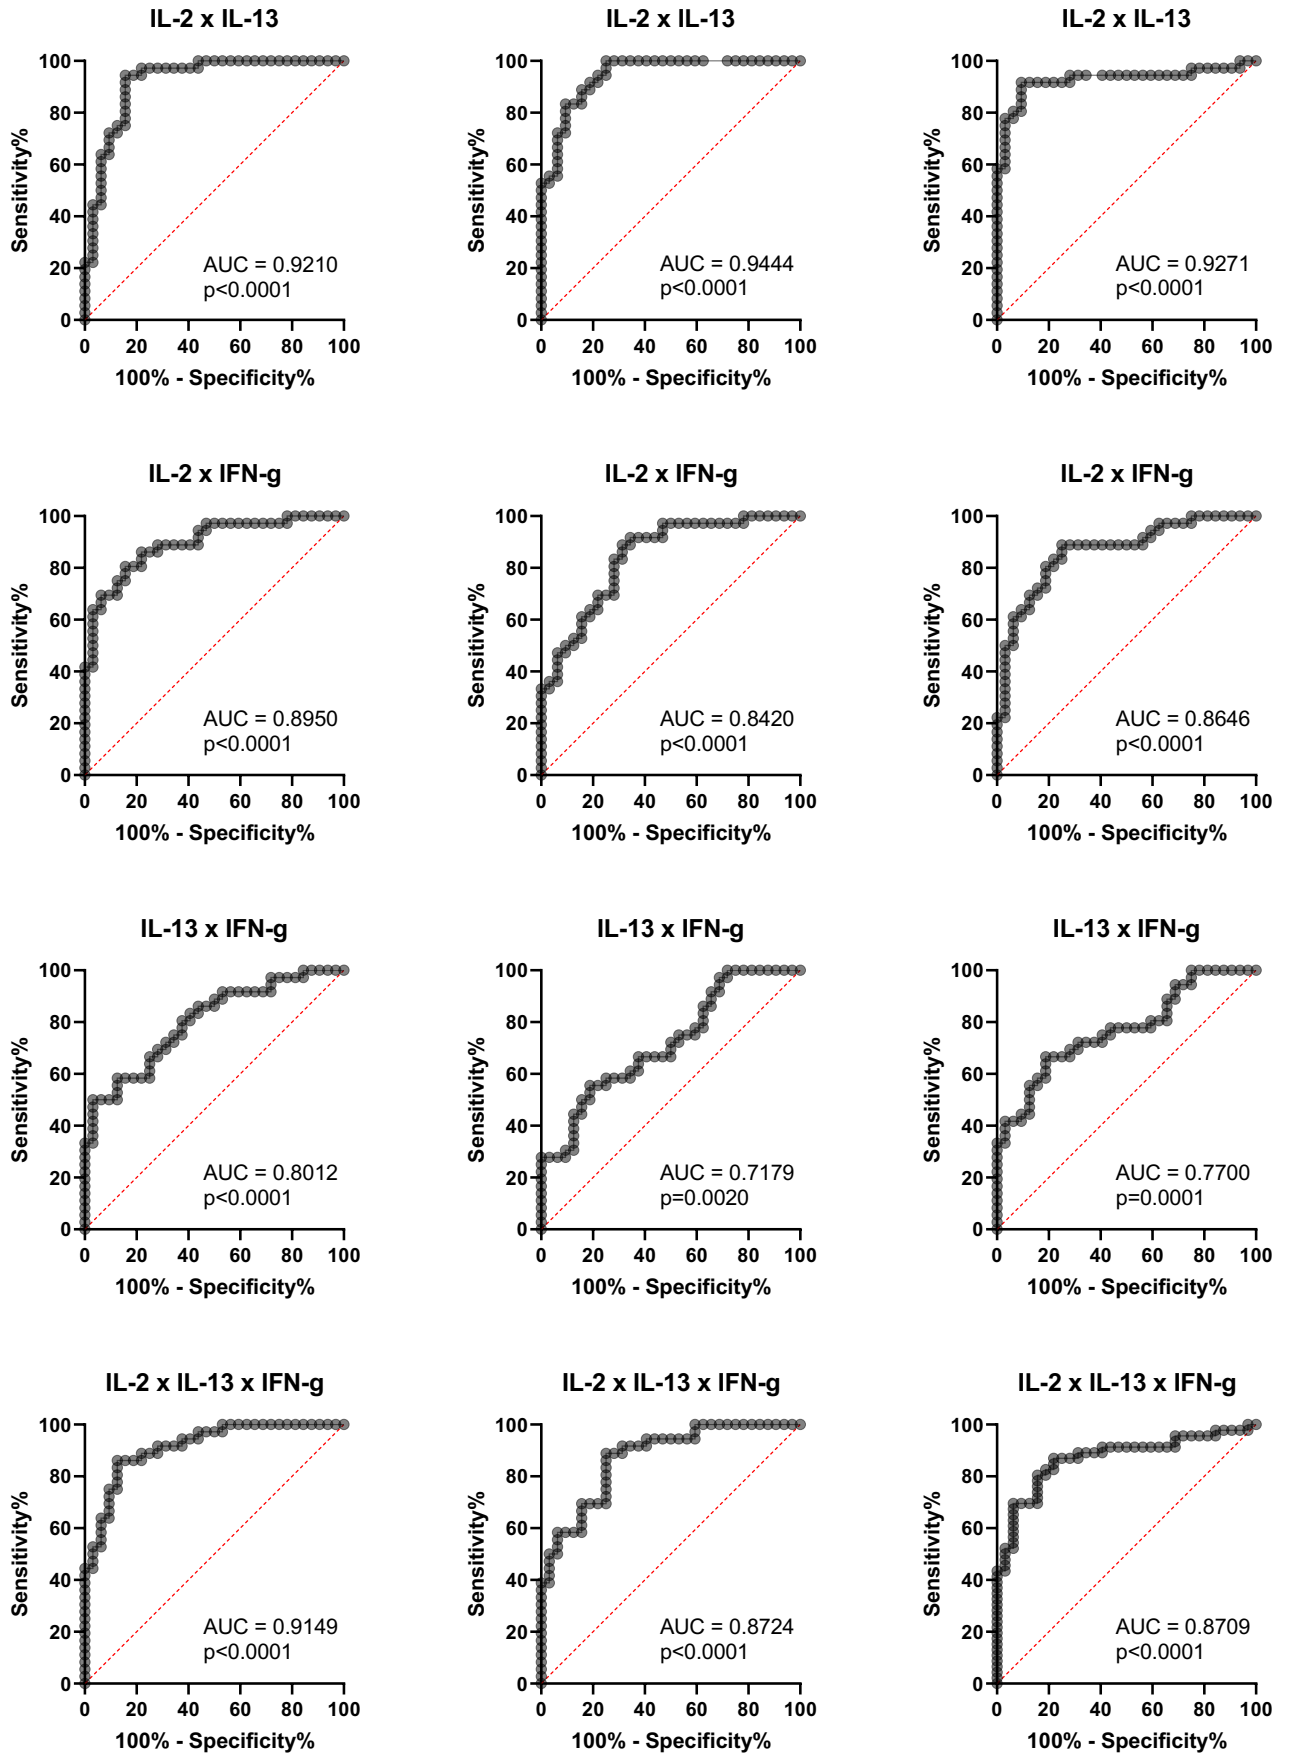 IL-2 x IL-13
100
80
60
40
20
0
Sensitivity%
AUC = 0.9210
p<0.0001
0 20 40 60 80 100
100% - Specificity%
IL-2 x IL-13
100
80
60
40
20
0
Sensitivity%
AUC = 0.9444
p<0.0001
0 20 40 60 80 100
100% - Specificity%
IL-2 x IL-13
100
80
60
40
20
0
Sensitivity%
AUC = 0.9271
p<0.0001
0 20 40 60 80 100
100% - Specificity%
IL-2 x IFN-g
100
80
60
40
20
0
Sensitivity%
AUC = 0.8950
p<0.0001
0 20 40 60 80 100
100% - Specificity%
IL-2 x IFN-g
100
80
60
40
20
0
Sensitivity%
AUC = 0.8420
p<0.0001
0 20 40 60 80 100
100% - Specificity%
IL-2 x IFN-g
100
80
60
40
20
0
Sensitivity%
AUC = 0.8646
p<0.0001
0 20 40 60 80 100
100% - Specificity%
IL-13 x IFN-g
100
80
60
40
20
0
Sensitivity%
AUC = 0.8012
p<0.0001
0 20 40 60 80 100
100% - Specificity%
IL-13 x IFN-g
100
80
60
40
20
0
Sensitivity%
AUC = 0.7179
p=0.0020
0 20 40 60 80 100
100% - Specificity%
IL-13 x IFN-g
100
80
60
40
20
0
Sensitivity%
AUC = 0.7700
p=0.0001
0 20 40 60 80 100
100% - Specificity%
IL-2 x IL-13 x IFN-g
100
80
60
40
20
0
Sensitivity%
AUC = 0.9149
p<0.0001
0 20 40 60 80 100
100% - Specificity%
IL-2 x IL-13 x IFN-g
100
80
60
40
20
0
Sensitivity%
AUC = 0.8724
p<0.0001
0 20 40 60 80 100
100% - Specificity%
IL-2 x IL-13 x IFN-g
100
80
60
40
20
0
Sensitivity%
AUC = 0.8709
p<0.0001
0 20 40 60 80 100
100% - Specificity%